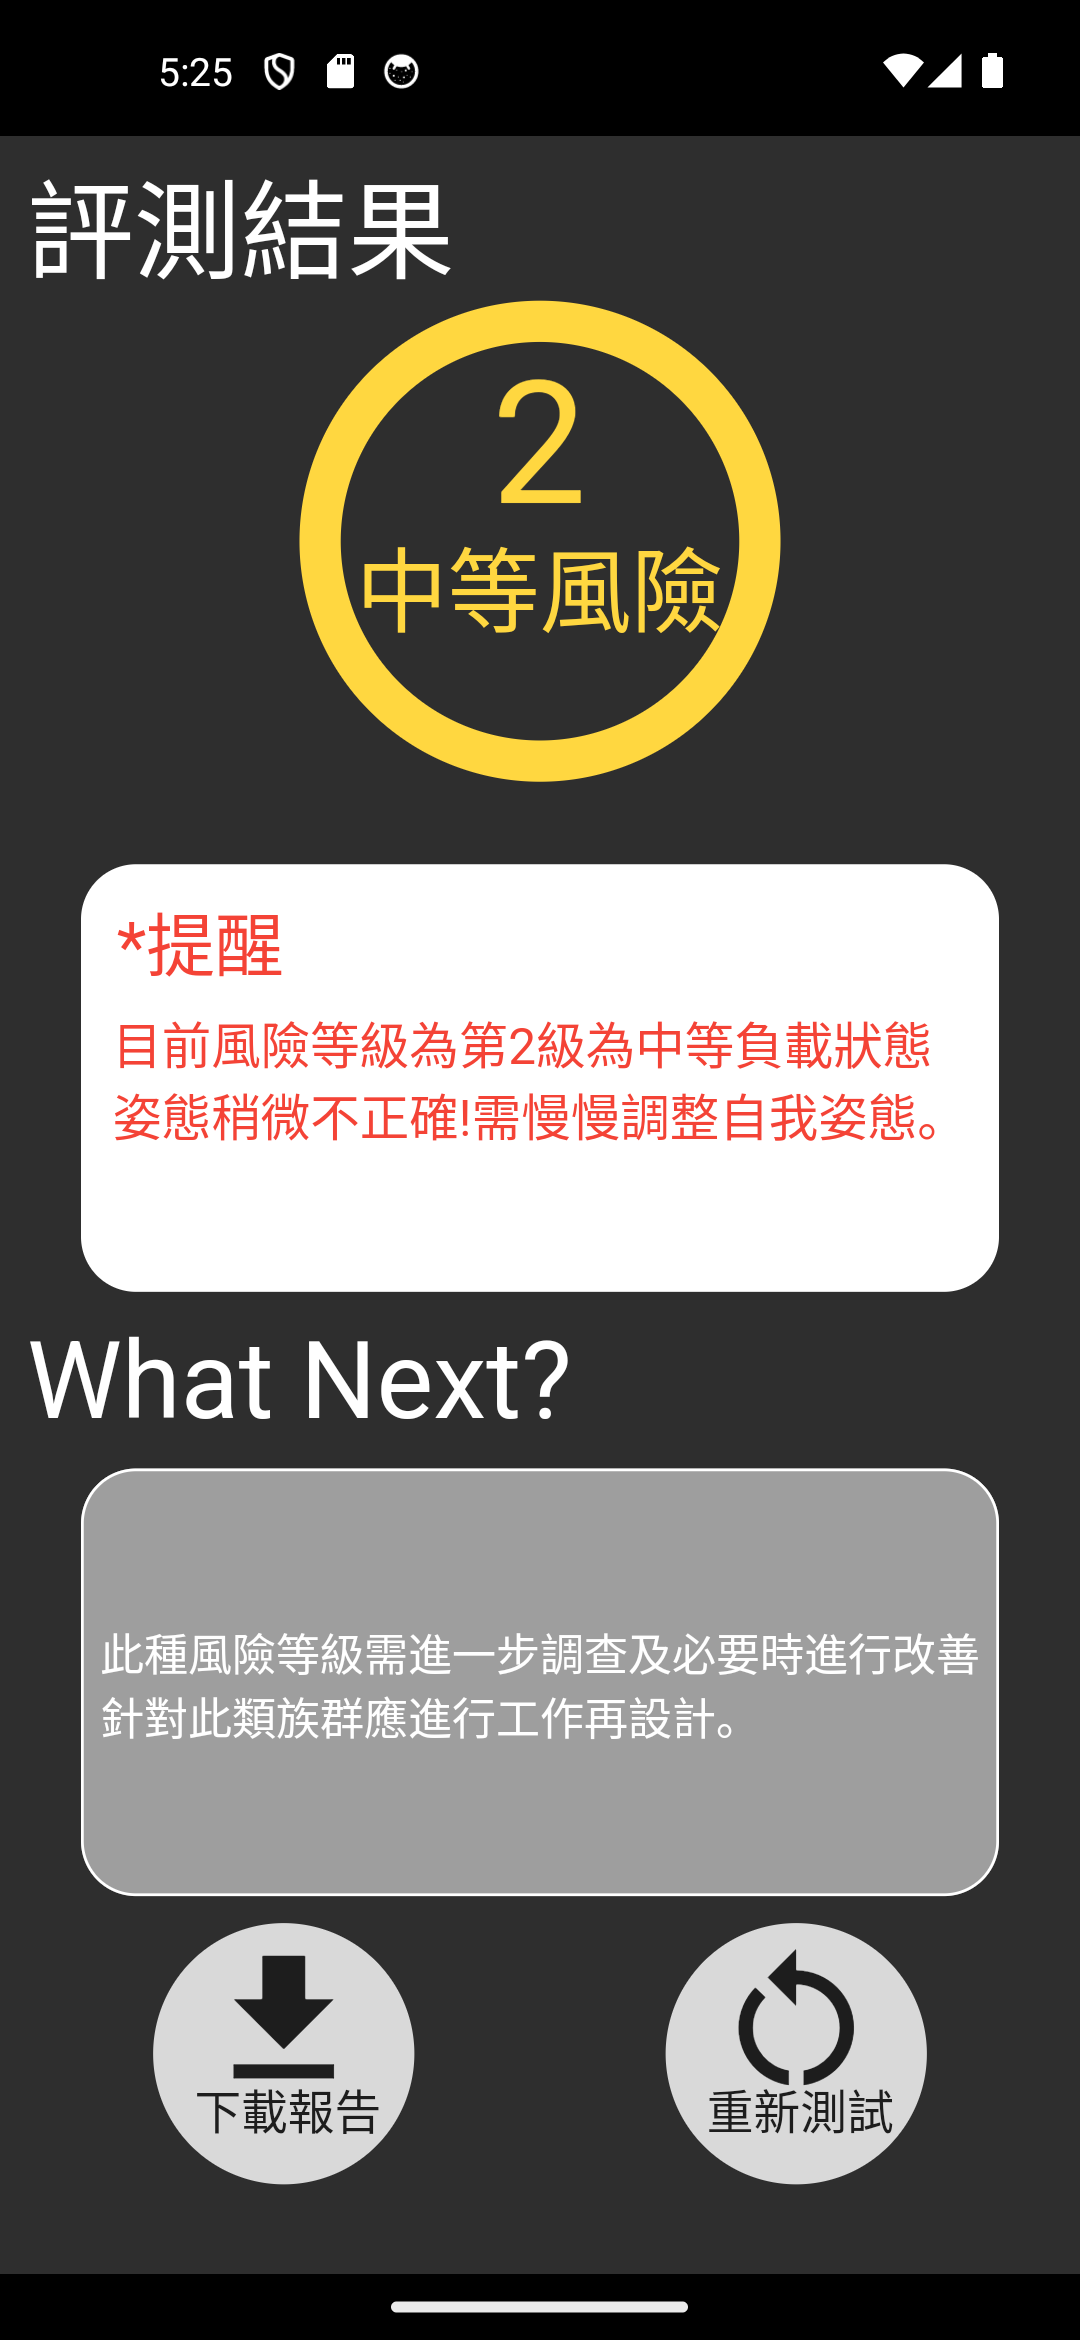 5:25
評測結果
2
中等風險
*提醒
目前風險等級為第2級為中等負載狀態
姿態稍微不正確!需慢慢調整自我姿態。
What Next?
此種風險等級需進一步調查及必要時進行改善
針對此類族群應進行工作再設計。
下載報告
重新測試